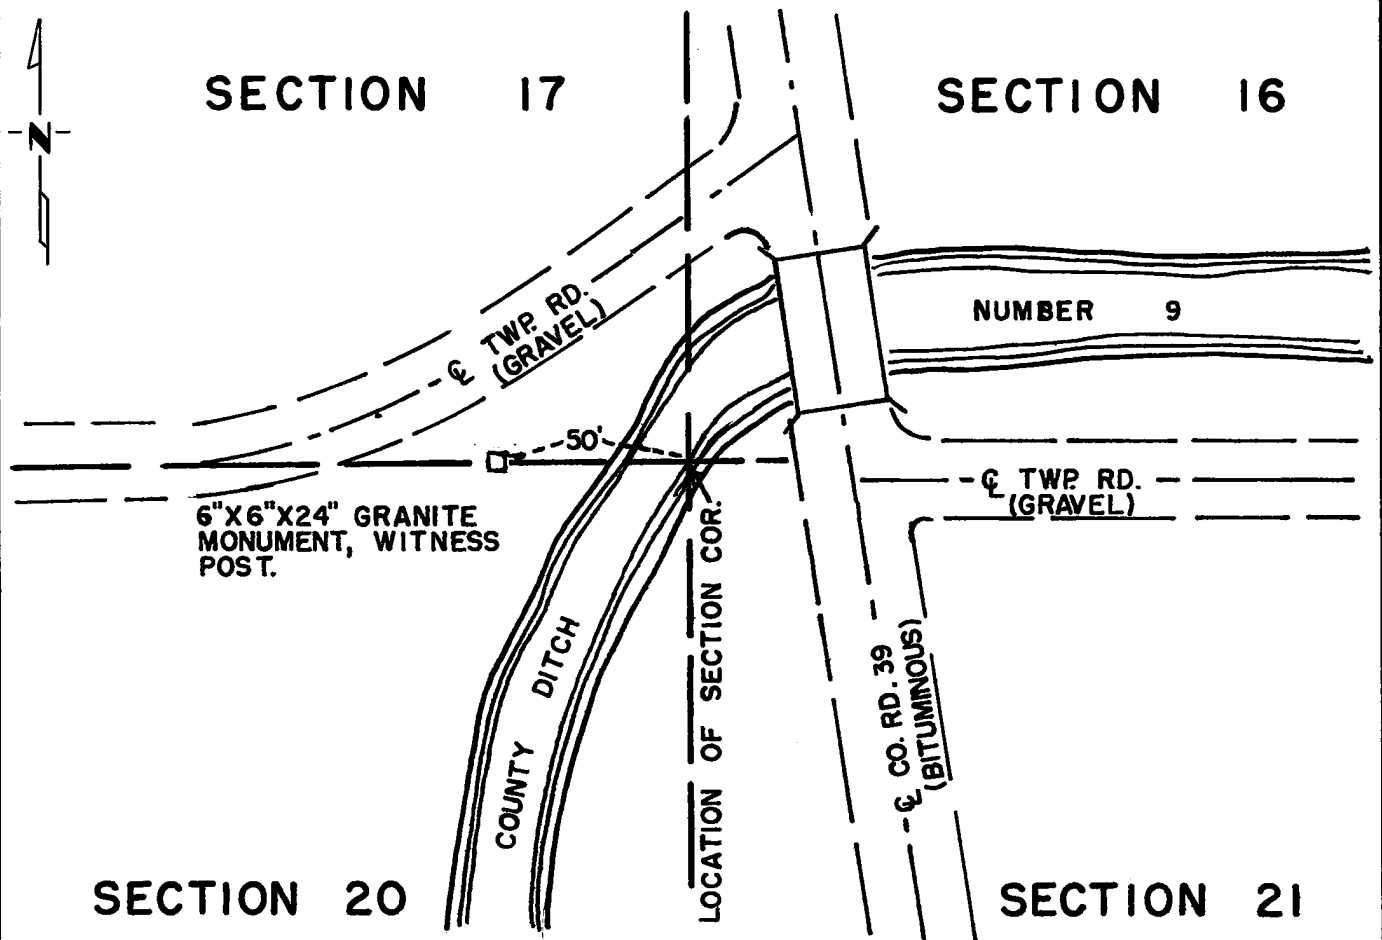 SECTION 17
SECTION 16
N
℄ TWP. RD.
(GRAVEL)
NUMBER 9
50'
℄ TWP. RD.
(GRAVEL)
6"X6"X24" GRANITE
MONUMENT, WITNESS
POST.
LOCATION OF SECTION COR.
COUNTY DITCH
℄ CO. RD. 39
(BITUMINOUS)
SECTION 20
SECTION 21